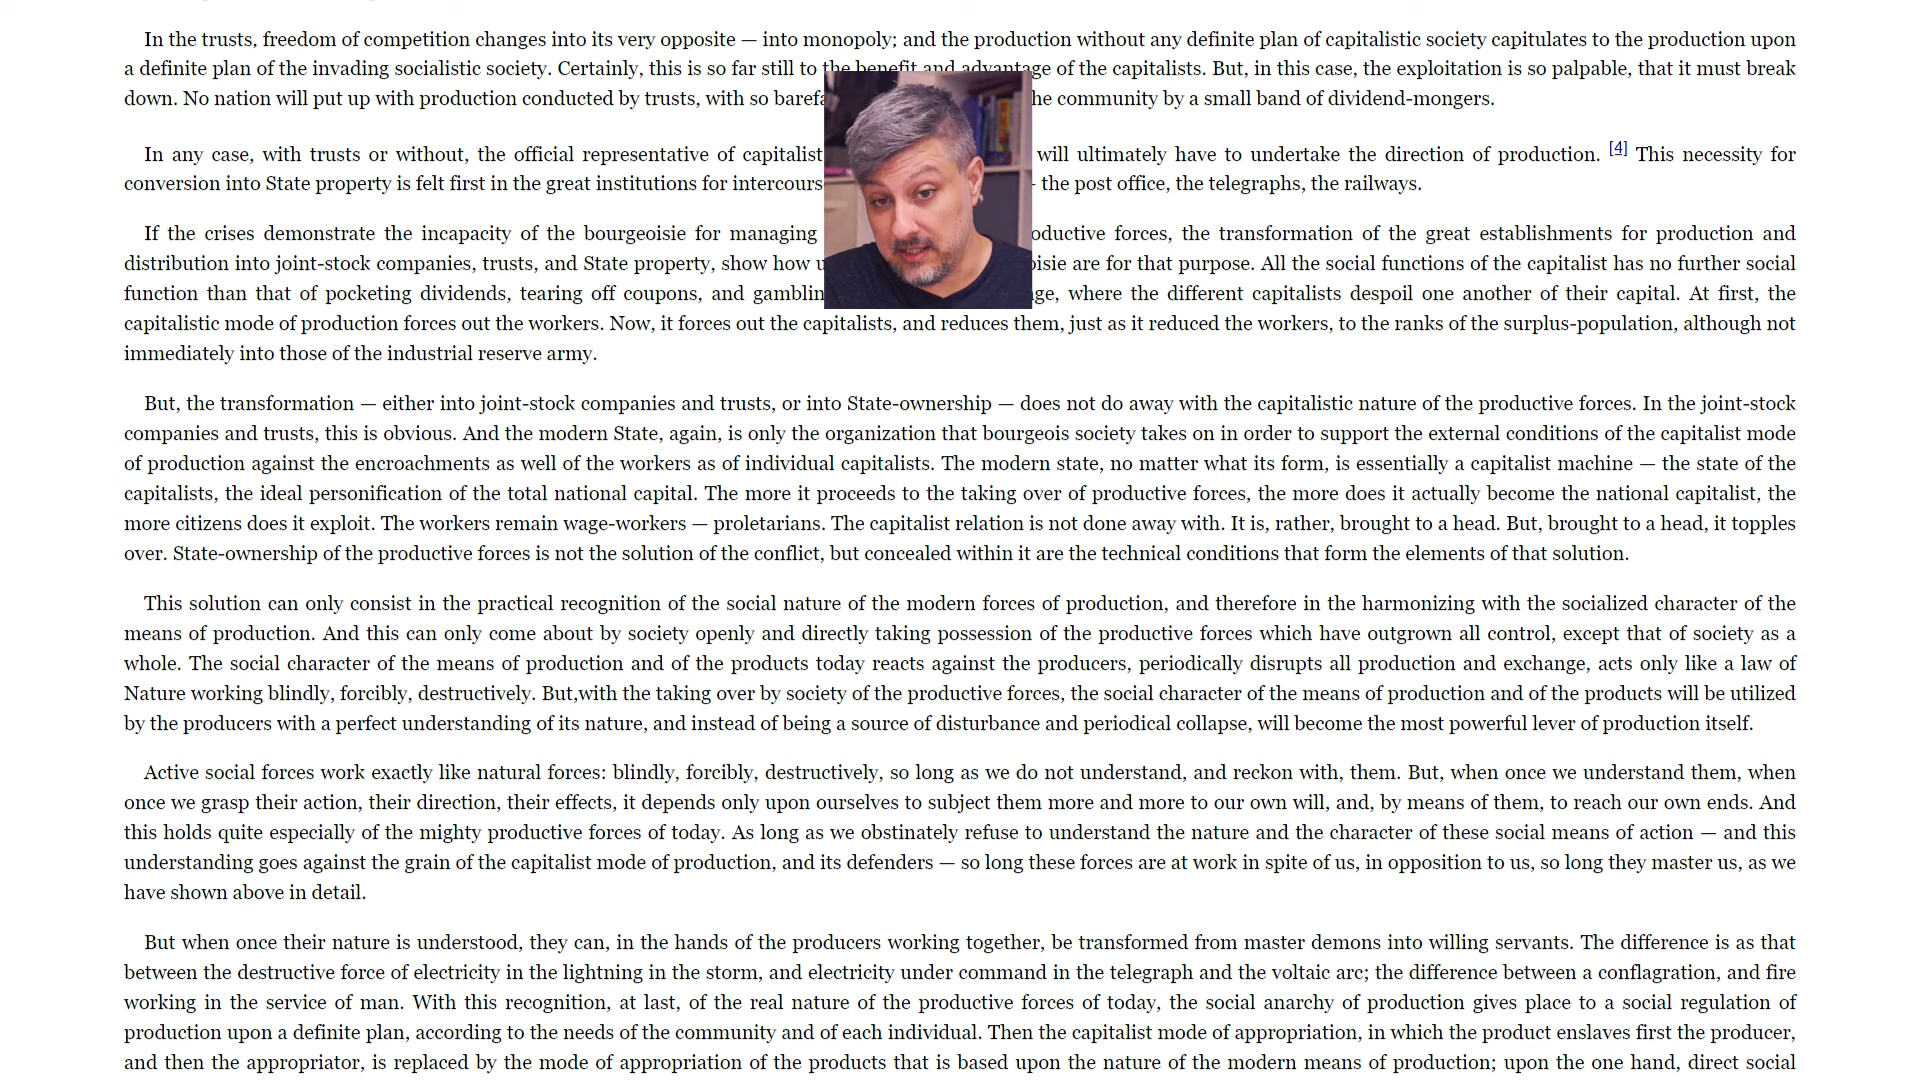 In the trusts, freedom of competition changes into its very opposite — into monopoly; and the production without any definite plan of capitalistic society capitulates to the production upon
a definite plan of the invading socialistic society. Certainly, this is so far still to the benefit and advantage of the capitalists. But, in this case, the exploitation is so palpable, that it must break
down. No nation will put up with production conducted by trusts, with so community by a small band of dividend-mongers.
In any case, with trusts or without, the official representative of capitalist will ultimately have to undertake the direction of production. [4] This necessity for
conversion into State property is felt first in the great institutions for the post office, the telegraphs, the railways.
If the crises demonstrate the incapacity of the bourgeoisie for managing forces, the transformation of the great establishments for production and
distribution into joint-stock companies, trusts, and State property, show how are for that purpose. All the social functions of the capitalist has no further social
function than that of pocketing dividends, tearing off coupons, and where the different capitalists despoil one another of their capital. At first, the
capitalistic mode of production forces out the workers. Now, it forces out the capitalists, and reduces them, just as it reduced the workers, to the ranks of the surplus-population, although not
immediately into those of the industrial reserve army.
But, the transformation — either into joint-stock companies and trusts, or into State-ownership — does not do away with the capitalistic nature of the productive forces. In the joint-stock
companies and trusts, this is obvious. And the modern State, again, is only the organization that bourgeois society takes on in order to support the external conditions of the capitalist mode
of production against the encroachments as well of the workers as of individual capitalists. The modern state, no matter what its form, is essentially a capitalist machine — the state of the
capitalists, the ideal personification of the total national capital. The more it proceeds to the taking over of productive forces, the more does it actually become the national capitalist, the
more citizens does it exploit. The workers remain wage-workers — proletarians. The capitalist relation is not done away with. It is, rather, brought to a head. But, brought to a head, it topples
over. State-ownership of the productive forces is not the solution of the conflict, but concealed within it are the technical conditions that form the elements of that solution.
This solution can only consist in the practical recognition of the social nature of the modern forces of production, and therefore in the harmonizing with the socialized character of the
means of production. And this can only come about by society openly and directly taking possession of the productive forces which have outgrown all control, except that of society as a
whole. The social character of the means of production and of the products today reacts against the producers, periodically disrupts all production and exchange, acts only like a law of
Nature working blindly, forcibly, destructively. But,with the taking over by society of the productive forces, the social character of the means of production and of the products will be utilized
by the producers with a perfect understanding of its nature, and instead of being a source of disturbance and periodical collapse, will become the most powerful lever of production itself.
Active social forces work exactly like natural forces: blindly, forcibly, destructively, so long as we do not understand, and reckon with, them. But, when once we understand them, when
once we grasp their action, their direction, their effects, it depends only upon ourselves to subject them more and more to our own will, and, by means of them, to reach our own ends. And
this holds quite especially of the mighty productive forces of today. As long as we obstinately refuse to understand the nature and the character of these social means of action — and this
understanding goes against the grain of the capitalist mode of production, and its defenders — so long these forces are at work in spite of us, in opposition to us, so long they master us, as we
have shown above in detail.
But when once their nature is understood, they can, in the hands of the producers working together, be transformed from master demons into willing servants. The difference is as that
between the destructive force of electricity in the lightning in the storm, and electricity under command in the telegraph and the voltaic arc; the difference between a conflagration, and fire
working in the service of man. With this recognition, at last, of the real nature of the productive forces of today, the social anarchy of production gives place to a social regulation of
production upon a definite plan, according to the needs of the community and of each individual. Then the capitalist mode of appropriation, in which the product enslaves first the producer,
and then the appropriator, is replaced by the mode of appropriation of the products that is based upon the nature of the modern means of production; upon the one hand, direct social